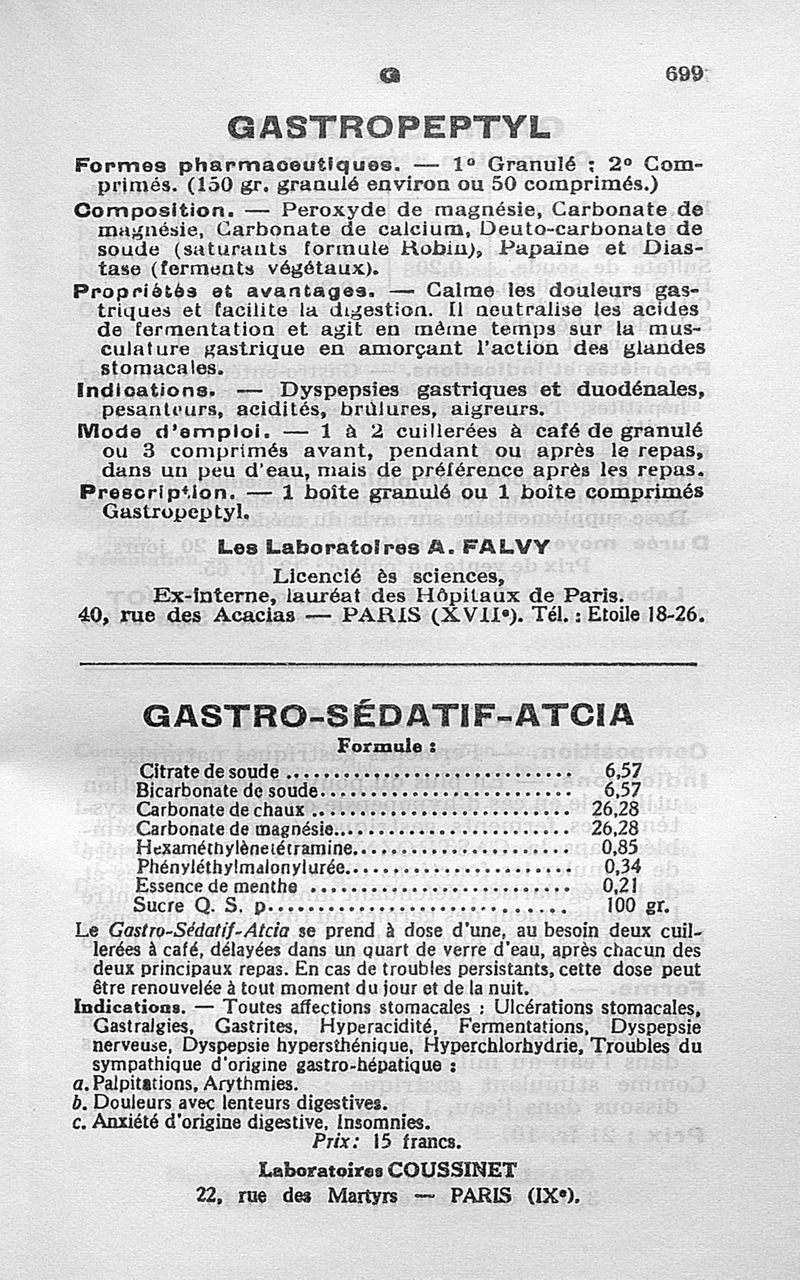 G 699
GASTROPEPTYL
Formes pharmaceutiques. — 1º Granulé ; 2º Com-
primés. (150 gr. granulé environ ou 50 comprimés.)
Composition. — Peroxyde de magnésie, Carbonate de
magnésie, Carbonate de calcium, Deuto-carbonate de
soude (saturants formule Robin), Papaïne et Dias-
tase (ferments végétaux).
Propriétés et avantages. — Calme les douleurs gas-
triques et facilite la digestion. Il neutralise les acides
de fermentation et agit en même temps sur la mus-
culature gastrique en amorçant l'action des glandes
stomacales.
Indications. — Dyspepsies gastriques et duodénales,
pesanteurs, acidités, brûlures, aigreurs.
Mode d'emploi. — 1 à 2 cuillerées à café de granulé
ou 3 comprimés avant, pendant ou après le repas,
dans un peu d'eau, mais de préférence après les repas.
Prescription. — 1 boîte granulé ou 1 boîte comprimés
Gastropeptyl.
Les Laboratoires A. FALVY
Licencié ès sciences,
Ex-interne, lauréat des Hôpitaux de Paris.
40, rue des Acacias — PARIS (XVIIe). Tél. : Etoile 18-26.
GASTRO-SÉDATIF-ATCIA
Formule :
Citrate de soude ............................ 6,57
Bicarbonate de soude......................... 6,57
Carbonate de chaux .......................... 26,28
Carbonate de magnésie........................ 26,28
Hexaméthylènetétramine....................... 0,85
Phényléthylmalonylurée....................... 0,34
Essence de menthe ........................... 0,21
Sucre Q. S. p................................ 100 gr.
Le Gastro-Sédatif-Atcia se prend à dose d'une, au besoin deux cuil-
lerées à café, délayées dans un quart de verre d'eau, après chacun des
deux principaux repas. En cas de troubles persistants, cette dose peut
être renouvelée à tout moment du jour et de la nuit.
Indications. — Toutes affections stomacales : Ulcérations stomacales,
Gastralgies, Gastrites, Hyperacidité, Fermentations, Dyspepsie
nerveuse, Dyspepsie hypersthénique, Hyperchlorhydrie, Troubles du
sympathique d'origine gastro-hépatique :
a. Palpitations, Arythmies.
b. Douleurs avec lenteurs digestives.
c. Anxiété d'origine digestive, Insomnies.
Prix : 15 francs.
Laboratoires COUSSINET
22, rue des Martyrs — PARIS (IXe).